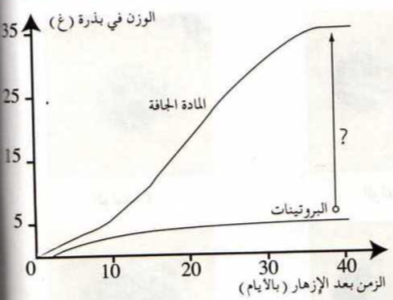 الوزن في بذرة (غ)
35
25
15
5
المادة الجافة
?
البروتينات
0 10 20 30 40
الزمن بعد الإزهار (بالأيام)